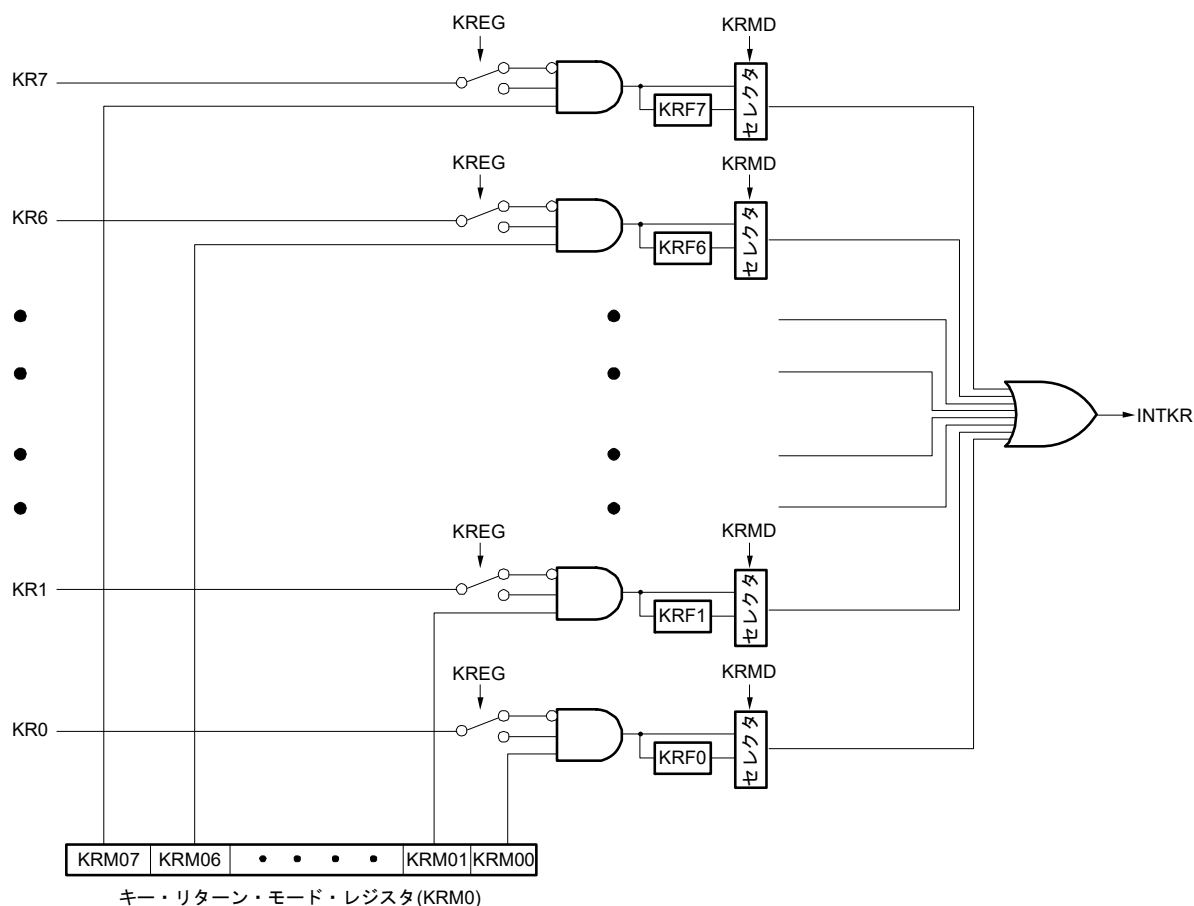 KREG
KRMD
KR7
KRF7
セレクタ
KREG
KRMD
KR6
KRF6
セレクタ
INTKR
KREG
KRMD
KR1
KRF1
セレクタ
KREG
KRMD
KR0
KRF0
セレクタ
KRM07 KRM06 KRM01 KRM00
キー・リターン・モード・レジスタ(KRM0)